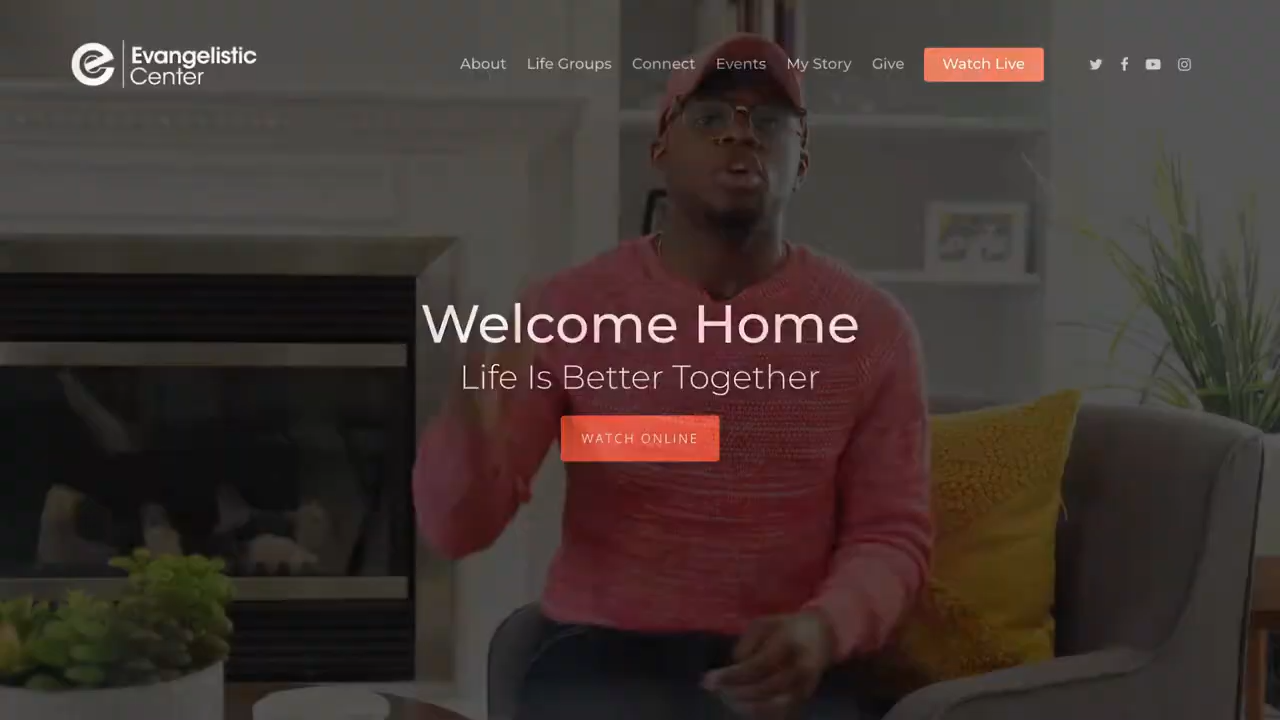 Evangelistic
Center
About
Life Groups
Connect
Events
My Story
Give
Watch Live
Welcome Home
Life Is Better Together
WATCH ONLINE